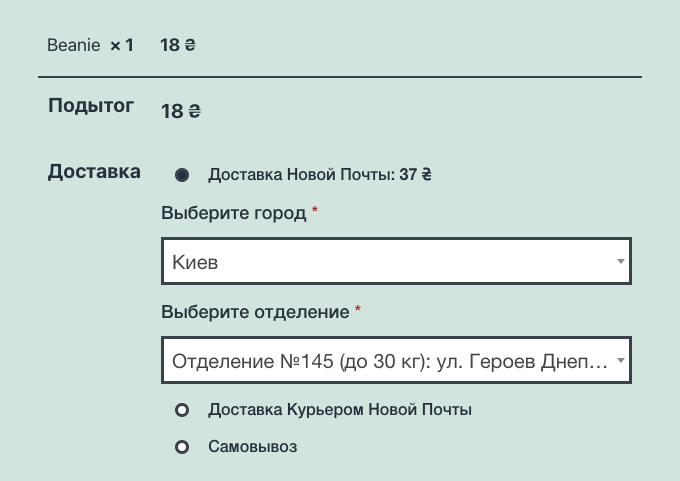 Beanie × 1 18 ₴
Подытог 18 ₴
Доставка Доставка Новой Почты: 37 ₴
Выберите город *
Киев
Выберите отделение *
Отделение №145 (до 30 кг): ул. Героев Днеп...
Доставка Курьером Новой Почты
Самовывоз